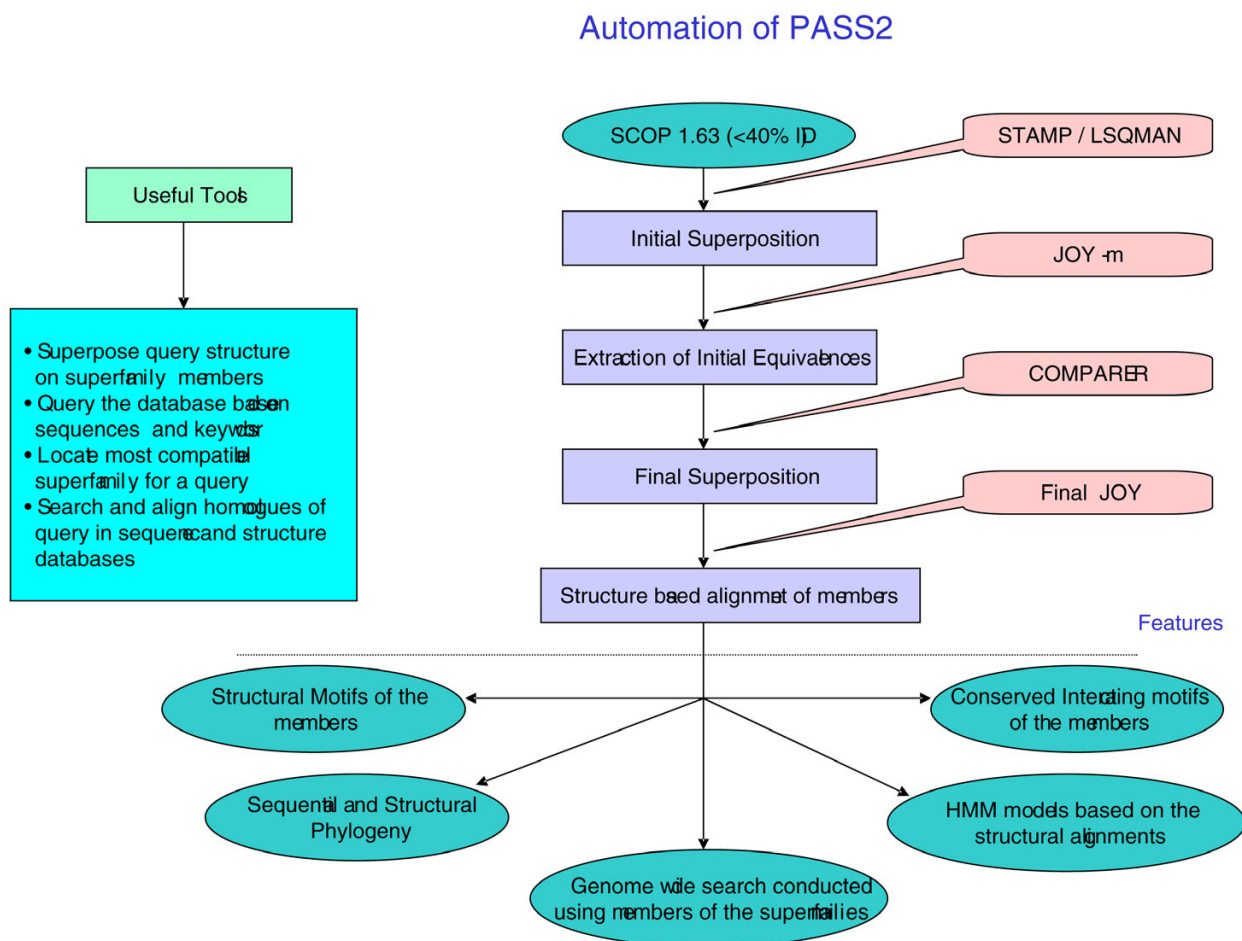 Automation of PASS2
SCOP 1.63 (<40% ID)
STAMP / LSQMAN
Useful Tools
Initial Superposition
JOY -m
• Superpose query structure
on superfamily members
• Query the database based on
sequences and keywords
• Locate most compatible
superfamily for a query
• Search and align homologues of
query in sequence and structure
databases
Extraction of Initial Equivalences
COMPARER
Final Superposition
Final JOY
Structure based alignment of members
Features
Structural Motifs of the
members
Conserved Interacting motifs
of the members
Sequential and Structural
Phylogeny
HMM models based on the
structural alignments
Genome wide search conducted
using members of the superfamilies